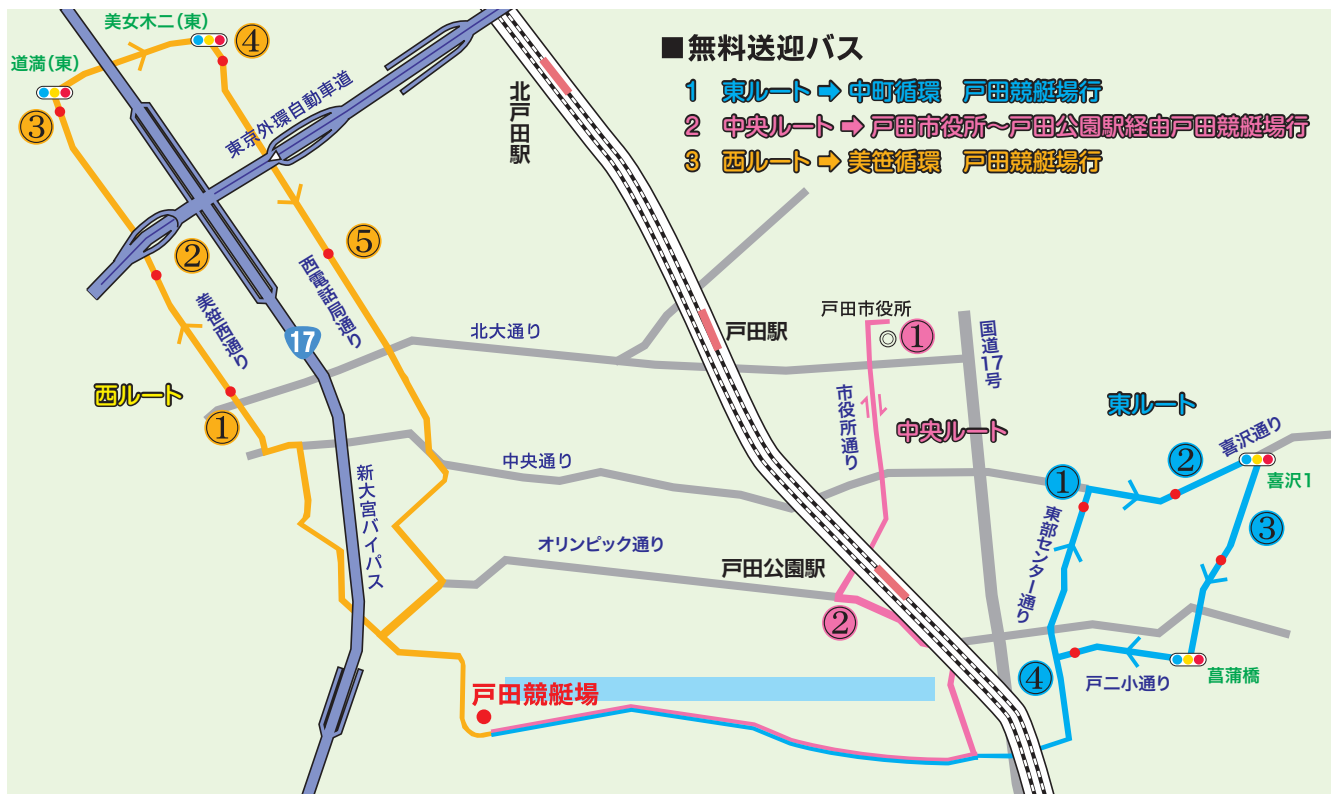 ■無料送迎バス
1 東ルート➡中町循環 戸田競艇場行
2 中央ルート➡戸田市役所～戸田公園駅経由戸田競艇場行
3 西ルート➡美笹循環 戸田競艇場行
美女木二(東)
④
道満(東)
③
東京外環自動車道
北戸田駅
②
⑤
美笹西通り
西電話局通り
17
北大通り
戸田駅
戸田市役所
①
国道17号
西ルート
①
市役所通り
中央ルート
東ルート
喜沢通り
中央通り
新大宮バイパス
①
②
喜沢1
東部センター通り
③
オリンピック通り
戸田公園駅
②
④
戸二小通り
菖蒲橋
戸田競艇場